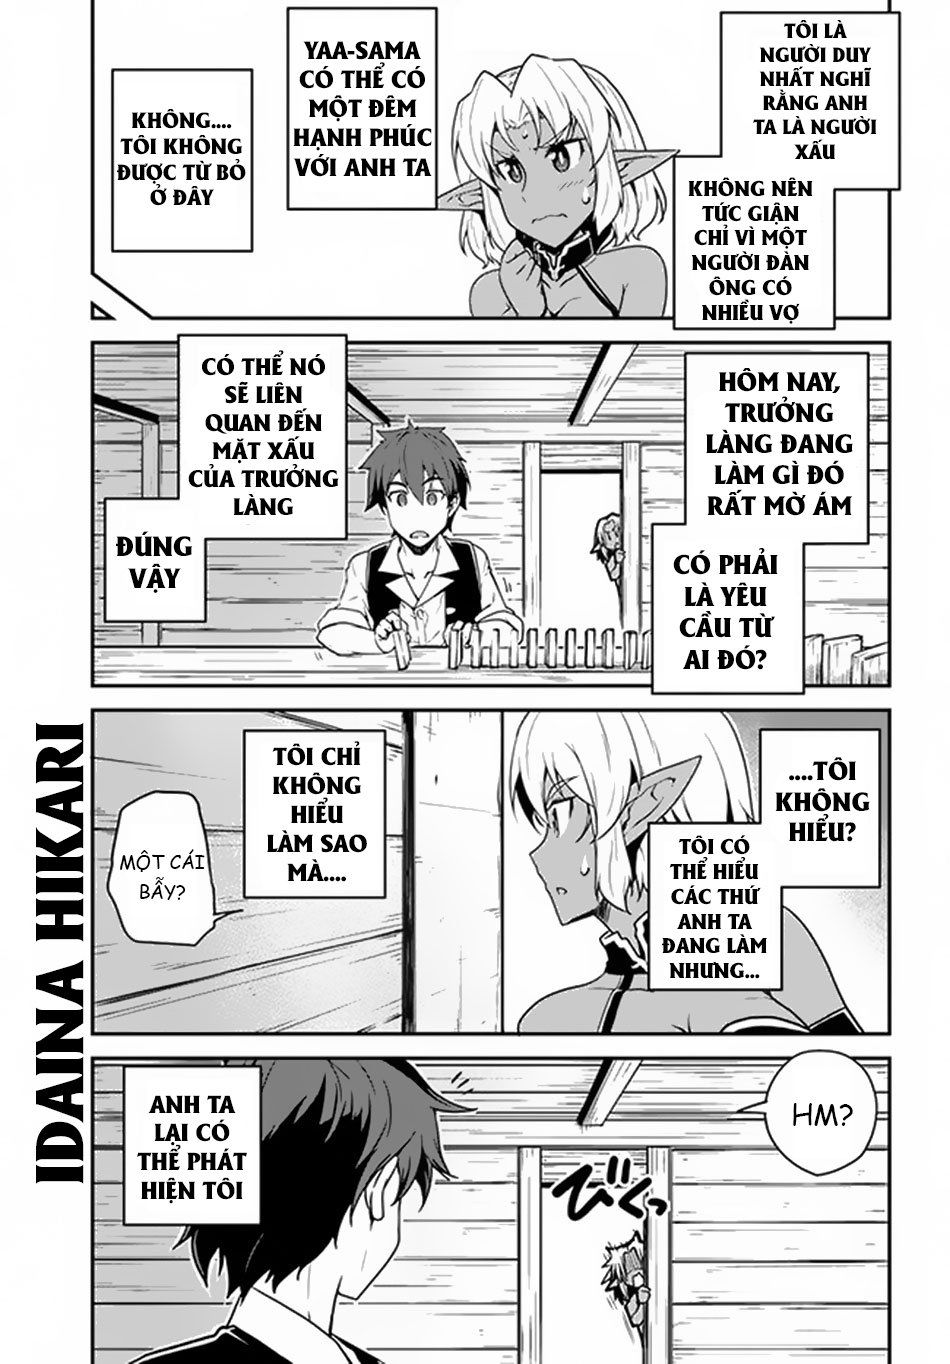 TÔI LÀ
NGƯỜI DUY
NHẤT NGHĨ
RẰNG ANH
TA LÀ NGƯỜI
XẤU
KHÔNG NÊN
TỨC GIẬN
CHỈ VÌ MỘT
NGƯỜI ĐÀN
ÔNG CÓ
NHIỀU VỢ
YAA-SAMA
CÓ THỂ CÓ
MỘT ĐÊM
HẠNH PHÚC
VỚI ANH TA
KHÔNG....
TÔI KHÔNG
ĐƯỢC TỪ BỎ
Ở ĐÂY
HÔM NAY,
TRƯỞNG
LÀNG ĐANG
LÀM GÌ ĐÓ
RẤT MỜ ÁM
CÓ PHẢI
LÀ YÊU
CẦU TỪ
AI ĐÓ?
CÓ THỂ NÓ
SẼ LIÊN
QUAN ĐẾN
MẶT XẤU
CỦA TRƯỞNG
LÀNG
ĐÚNG
VẬY
....TÔI
KHÔNG
HIỂU?
TÔI CÓ
THỂ HIỂU
CÁC THỨ
ANH TA
ĐANG LÀM
NHƯNG...
TÔI CHỈ
KHÔNG
HIỂU
LÀM SAO
MÀ....
MỘT CÁI
BẪY?
IDAINA HIKARI
HM?
びくっ
ANH TA
LẠI CÓ
THỂ PHÁT
HIỆN TÔI